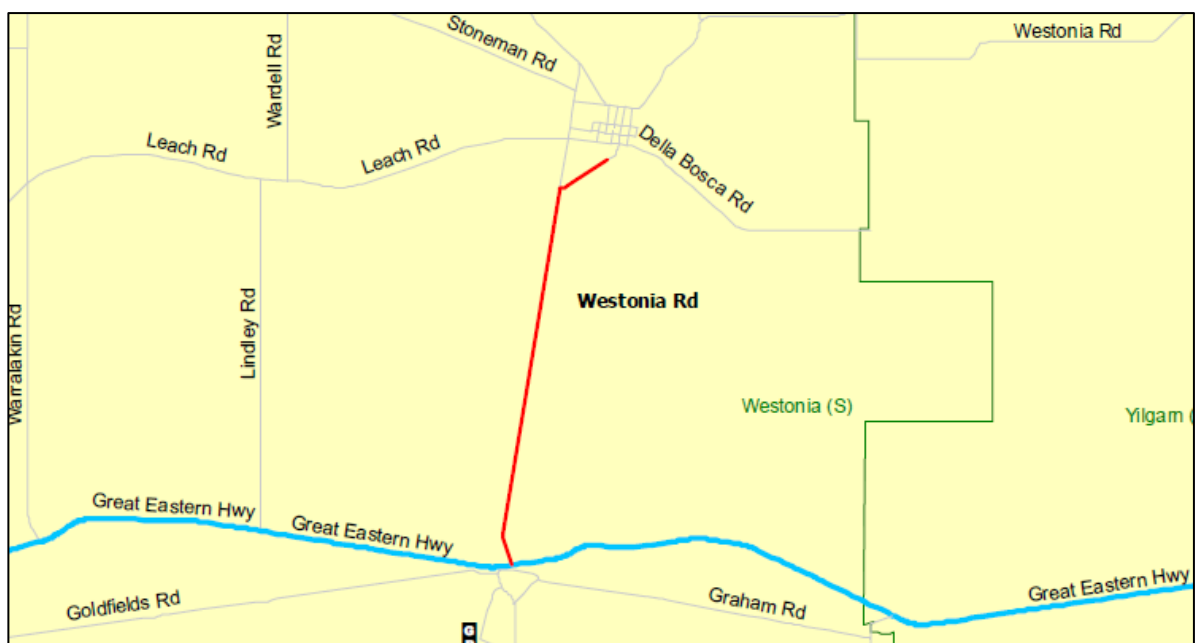 Westonia Rd
Stoneman Rd
Wardell Rd
Leach Rd
Leach Rd
Della Bosca Rd
Warralakin Rd
Lindley Rd
Westonia Rd
Westonia (S)
Yilgarn (
Great Eastern Hwy
Great Eastern Hwy
Great Eastern Hwy
Goldfields Rd
Graham Rd
G